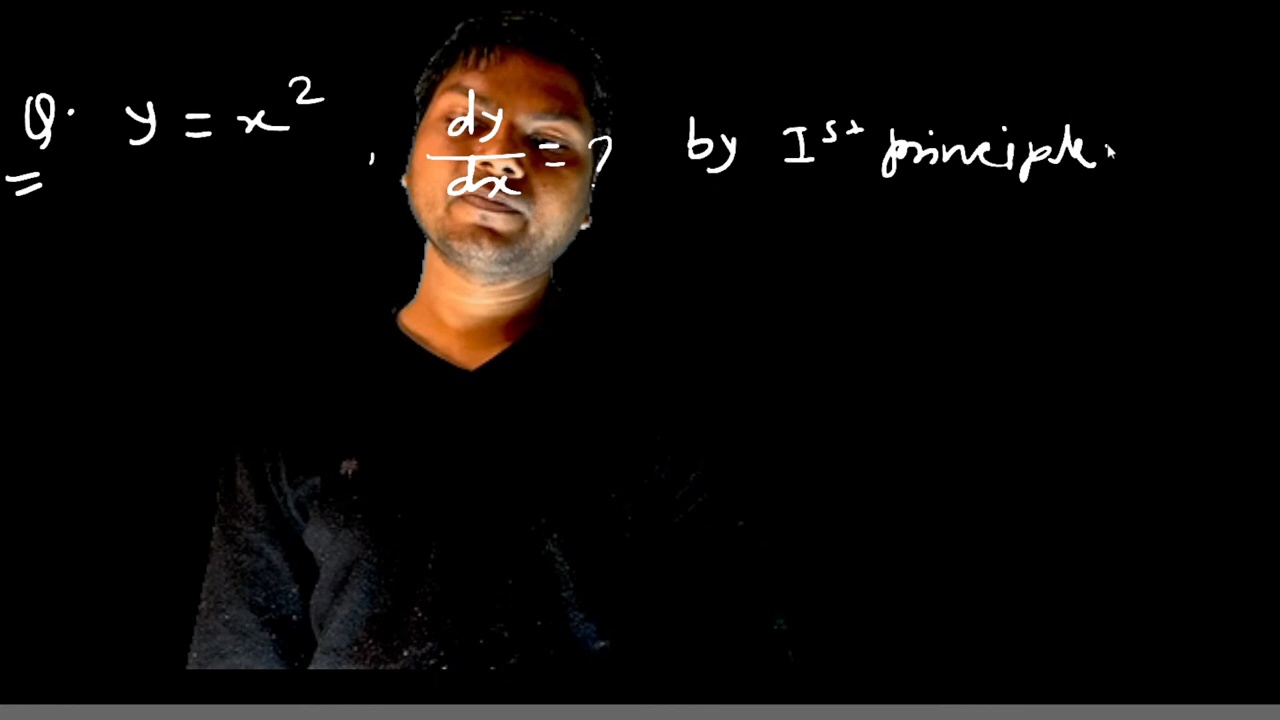 Q. y = x², dy/dx = ? by Ist principle.